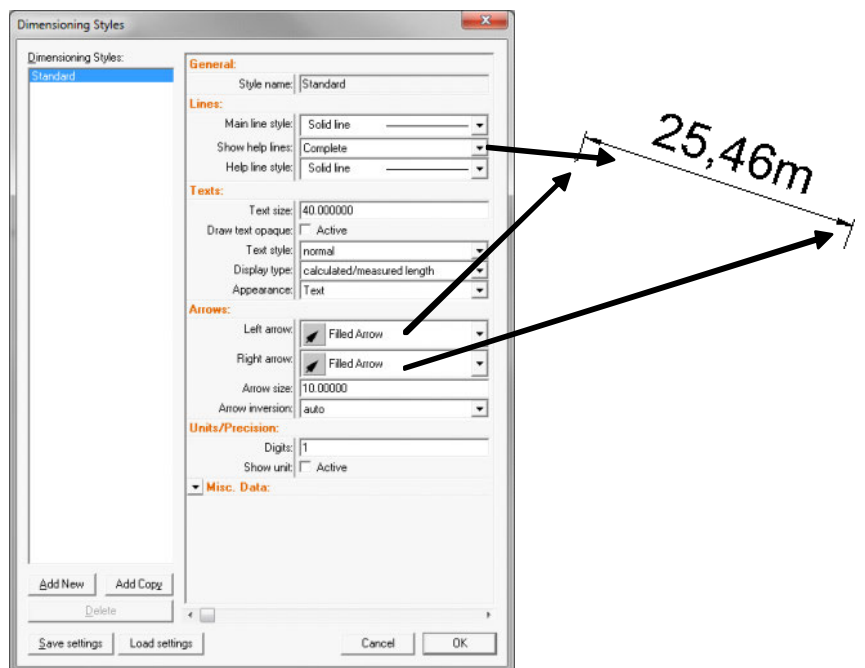 Dimensioning Styles
Dimensioning Styles:
Standard
General:
Style name: Standard
Lines:
Main line style: Solid line
Show help lines: Complete
Help line style: Solid line
Texts:
Text size: 40.000000
Draw text opaque: Active
Text style: normal
Display type: calculated/measured length
Appearance: Text
Arrows:
Left arrow: Filled Arrow
Right arrow: Filled Arrow
Arrow size: 10.00000
Arrow inversion: auto
Units/Precision:
Digits: 1
Show unit: Active
Misc. Data:
Add New Add Copy
Delete
Save settings Load settings Cancel OK
25,46m